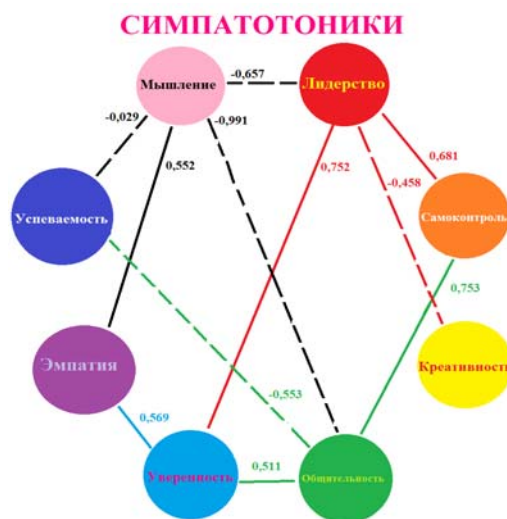 СИМПАТОТОНИКИ
Мышление
-0,657
Лидерство
-0,029
-0,991
0,552
0,752
0,681
-0,458
Успеваемость
Самоконтроль
0,753
Эмпатия
Креативность
-0,553
0,569
Уверенность
0,511
Общительность